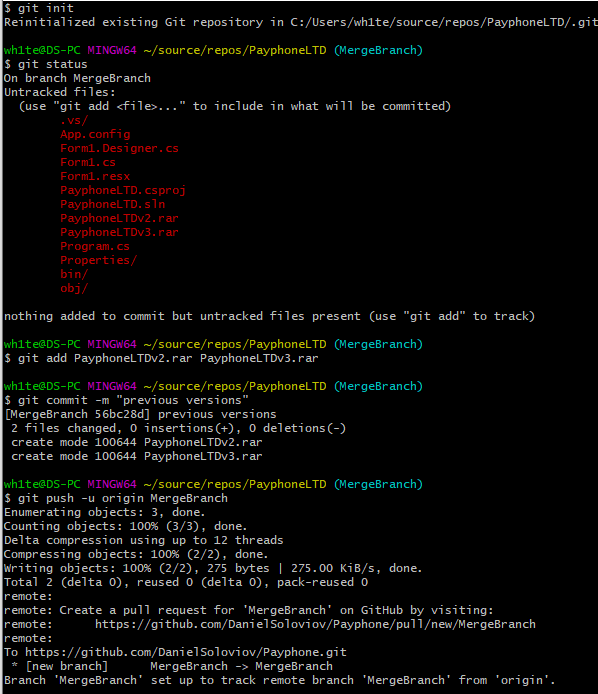 $ git init
Reinitialized existing Git repository in C:/Users/wh1te/source/repos/PayphoneLTD/.git
wh1te@DS-PC MINGW64 ~/source/repos/PayphoneLTD (MergeBranch)
$ git status
On branch MergeBranch
Untracked files:
  (use "git add <file>..." to include in what will be committed)
        .vs/
        App.config
        Form1.Designer.cs
        Form1.cs
        Form1.resx
        PayphoneLTD.csproj
        PayphoneLTD.sln
        PayphoneLTDv2.rar
        PayphoneLTDv3.rar
        Program.cs
        Properties/
        bin/
        obj/
nothing added to commit but untracked files present (use "git add" to track)
wh1te@DS-PC MINGW64 ~/source/repos/PayphoneLTD (MergeBranch)
$ git add PayphoneLTDv2.rar PayphoneLTDv3.rar
wh1te@DS-PC MINGW64 ~/source/repos/PayphoneLTD (MergeBranch)
$ git commit -m "previous versions"
[MergeBranch 56bc28d] previous versions
 2 files changed, 0 insertions(+), 0 deletions(-)
 create mode 100644 PayphoneLTDv2.rar
 create mode 100644 PayphoneLTDv3.rar
wh1te@DS-PC MINGW64 ~/source/repos/PayphoneLTD (MergeBranch)
$ git push -u origin MergeBranch
Enumerating objects: 3, done.
Counting objects: 100% (3/3), done.
Delta compression using up to 12 threads
Compressing objects: 100% (2/2), done.
Writing objects: 100% (2/2), 275 bytes | 275.00 KiB/s, done.
Total 2 (delta 0), reused 0 (delta 0), pack-reused 0
remote:
remote: Create a pull request for 'MergeBranch' on GitHub by visiting:
remote:      https://github.com/DanielSoloviov/Payphone/pull/new/MergeBranch
remote:
To https://github.com/DanielSoloviov/Payphone.git
 * [new branch]      MergeBranch -> MergeBranch
Branch 'MergeBranch' set up to track remote branch 'MergeBranch' from 'origin'.